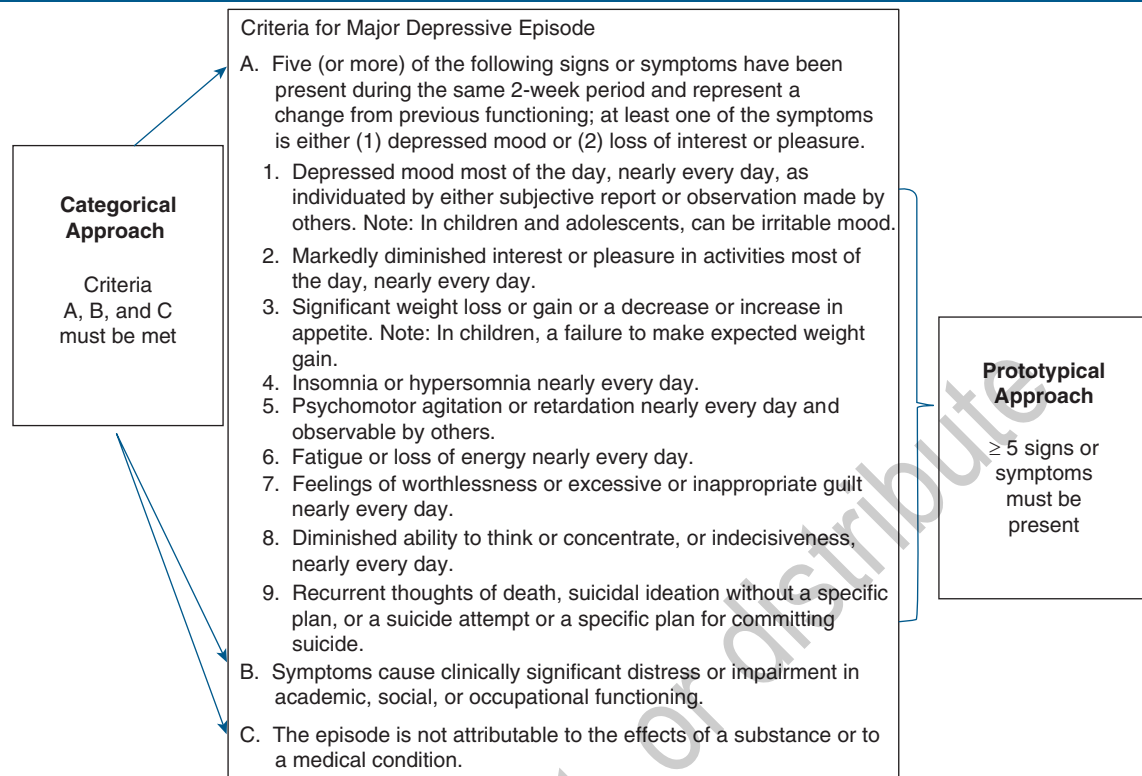 Criteria for Major Depressive Episode
A. Five (or more) of the following signs or symptoms have been
present during the same 2-week period and represent a
change from previous functioning; at least one of the symptoms
is either (1) depressed mood or (2) loss of interest or pleasure.
1. Depressed mood most of the day, nearly every day, as
individuated by either subjective report or observation made by
others. Note: In children and adolescents, can be irritable mood.
2. Markedly diminished interest or pleasure in activities most of
the day, nearly every day.
3. Significant weight loss or gain or a decrease or increase in
appetite. Note: In children, a failure to make expected weight
gain.
4. Insomnia or hypersomnia nearly every day.
5. Psychomotor agitation or retardation nearly every day and
observable by others.
6. Fatigue or loss of energy nearly every day.
7. Feelings of worthlessness or excessive or inappropriate guilt
nearly every day.
8. Diminished ability to think or concentrate, or indecisiveness,
nearly every day.
9. Recurrent thoughts of death, suicidal ideation without a specific
plan, or a suicide attempt or a specific plan for committing
suicide.
B. Symptoms cause clinically significant distress or impairment in
academic, social, or occupational functioning.
C. The episode is not attributable to the effects of a substance or to
a medical condition.
Categorical
Approach
Criteria
A, B, and C
must be met
Prototypical
Approach
≥ 5 signs or
symptoms
must be
present
or distribute